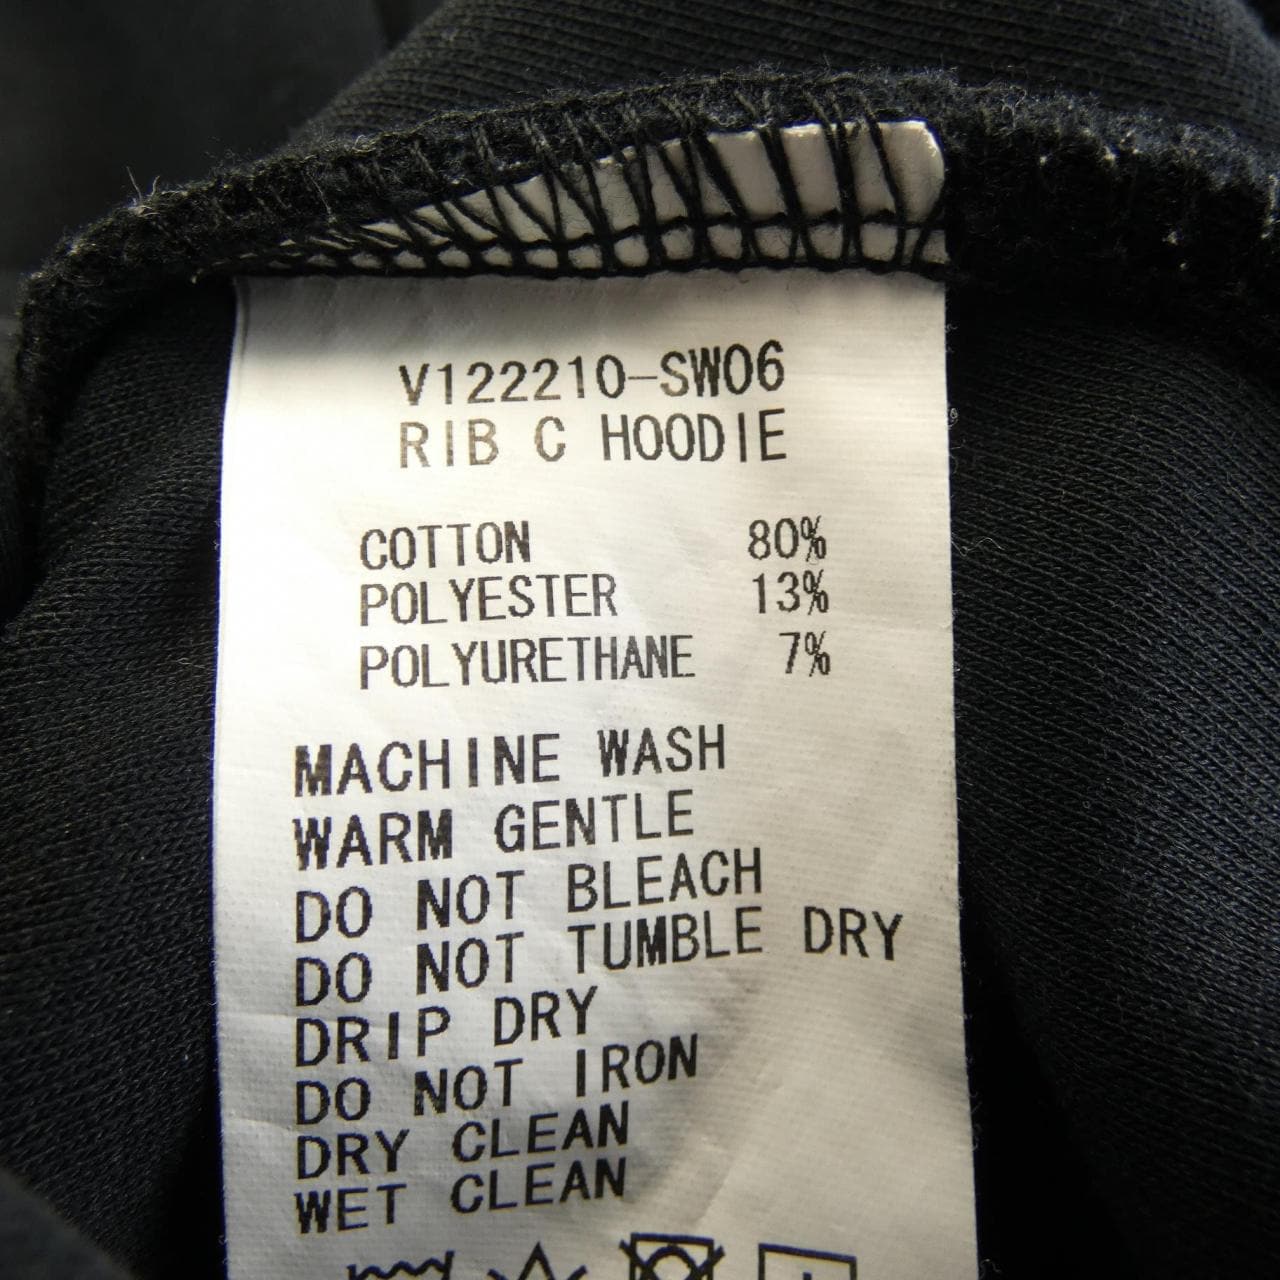 V122210-SW06
RIB C HOODIE
COTTON 80%
POLYESTER 13%
POLYURETHANE 7%
MACHINE WASH
WARM GENTLE
DO NOT BLEACH
DO NOT TUMBLE DRY
DRIP DRY
DO NOT IRON
DRY CLEAN
WET CLEAN